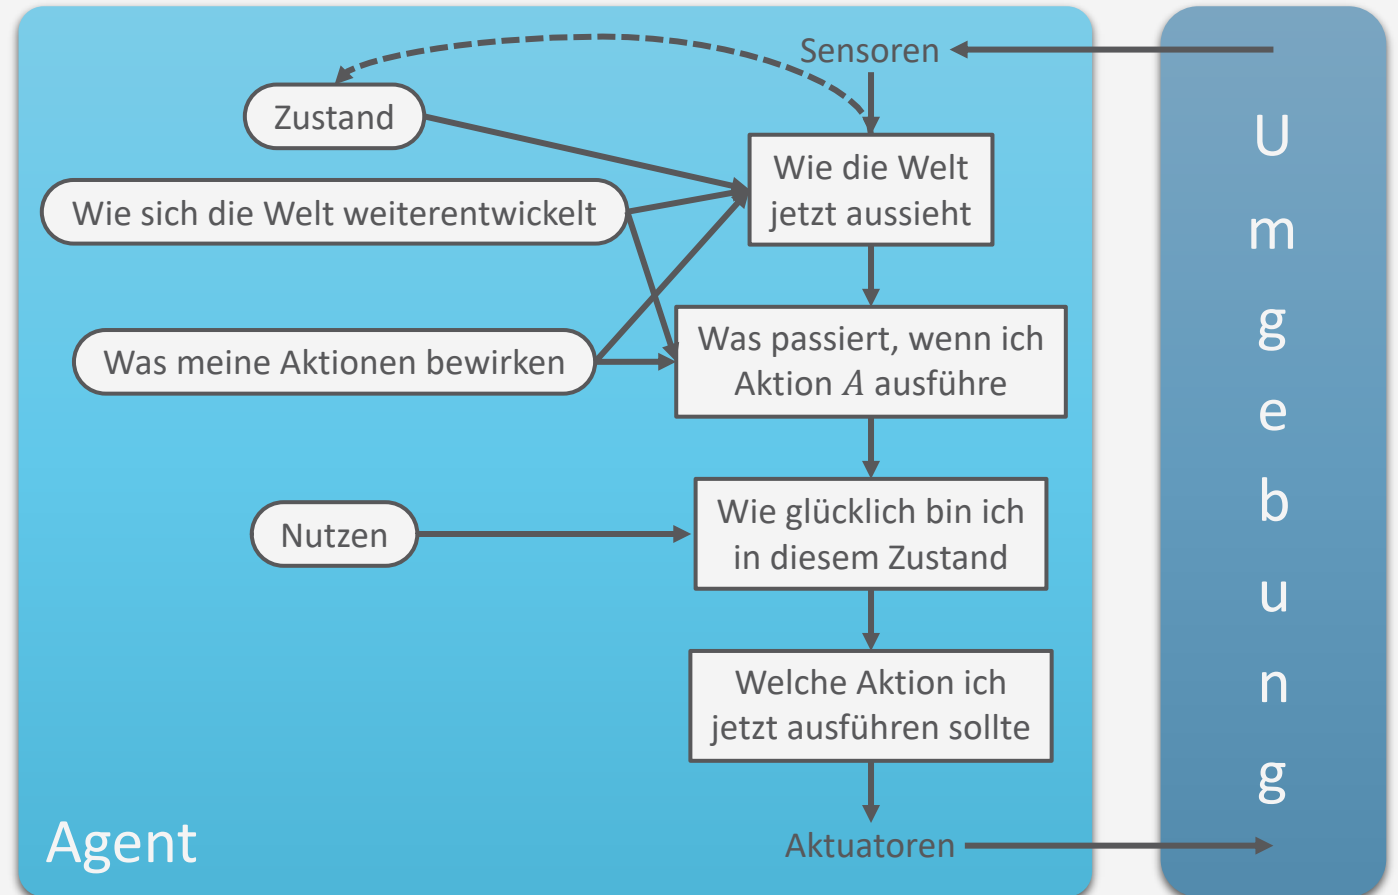 Sensoren
Zustand
Wie die Welt
jetzt aussieht
Wie sich die Welt weiterentwickelt
Was passiert, wenn ich
Aktion A ausführe
Was meine Aktionen bewirken
Wie glücklich bin ich
in diesem Zustand
Nutzen
Welche Aktion ich
jetzt ausführen sollte
Aktuatoren
Agent
Umgebung